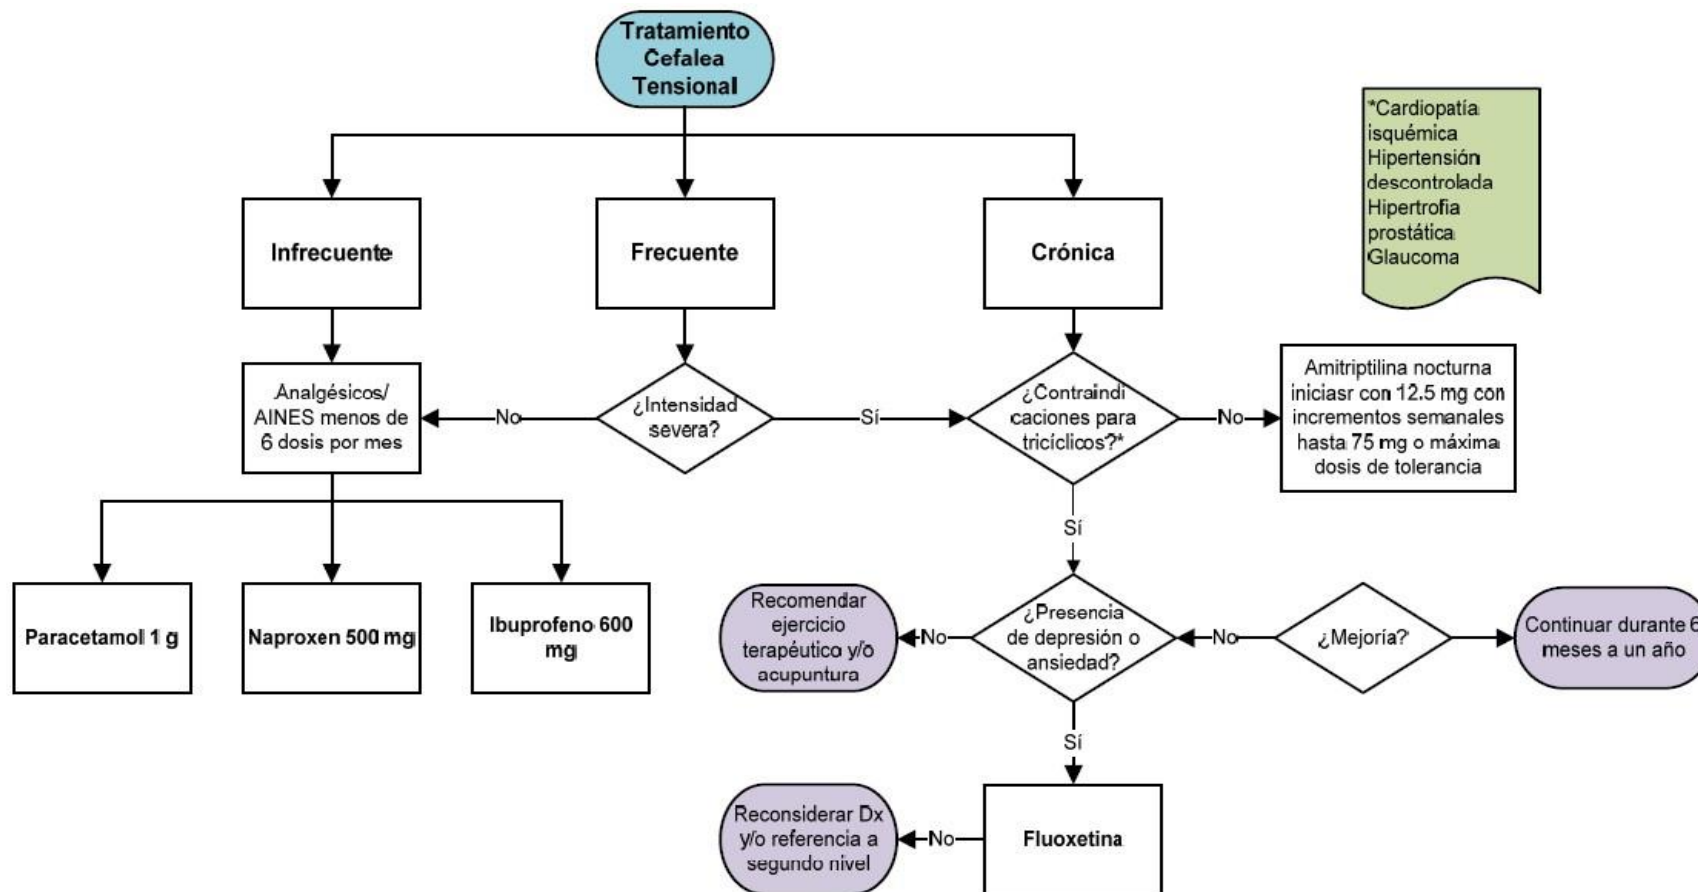 Tratamiento
Cefalea
Tensional
*Cardiopatía
isquémica
Hipertensión
descontrolada
Hipertrofia
prostática
Glaucoma
Infrecuente
Frecuente
Crónica
Analgésicos/
AINES menos de
6 dosis por mes
No
¿Intensidad
severa?
Sí
¿Contraindi
caciones para
tricíclicos?*
No
Amitriptilina nocturna
iniciasr con 12.5 mg con
incrementos semanales
hasta 75 mg o máxima
dosis de tolerancia
Sí
Paracetamol 1 g
Naproxen 500 mg
Ibuprofeno 600
mg
Recomendar
ejercicio
terapéutico y/o
acupuntura
No
¿Presencia
de depresión o
ansiedad?
No
¿Mejoría?
Continuar durante 6
meses a un año
Sí
Reconsiderar Dx
y/o referencia a
segundo nivel
No
Fluoxetina